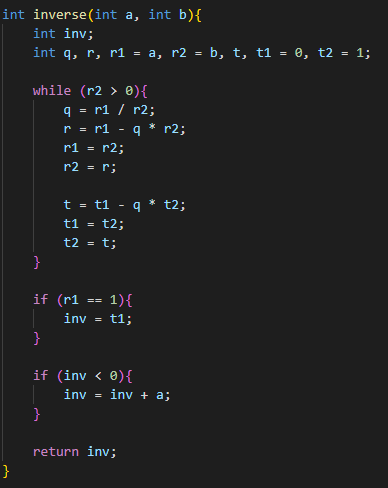 int inverse(int a, int b){
    int inv;
    int q, r, r1 = a, r2 = b, t, t1 = 0, t2 = 1;

    while (r2 > 0){
        q = r1 / r2;
        r = r1 - q * r2;
        r1 = r2;
        r2 = r;

        t = t1 - q * t2;
        t1 = t2;
        t2 = t;
    }

    if (r1 == 1){
        inv = t1;
    }

    if (inv < 0){
        inv = inv + a;
    }

    return inv;
}